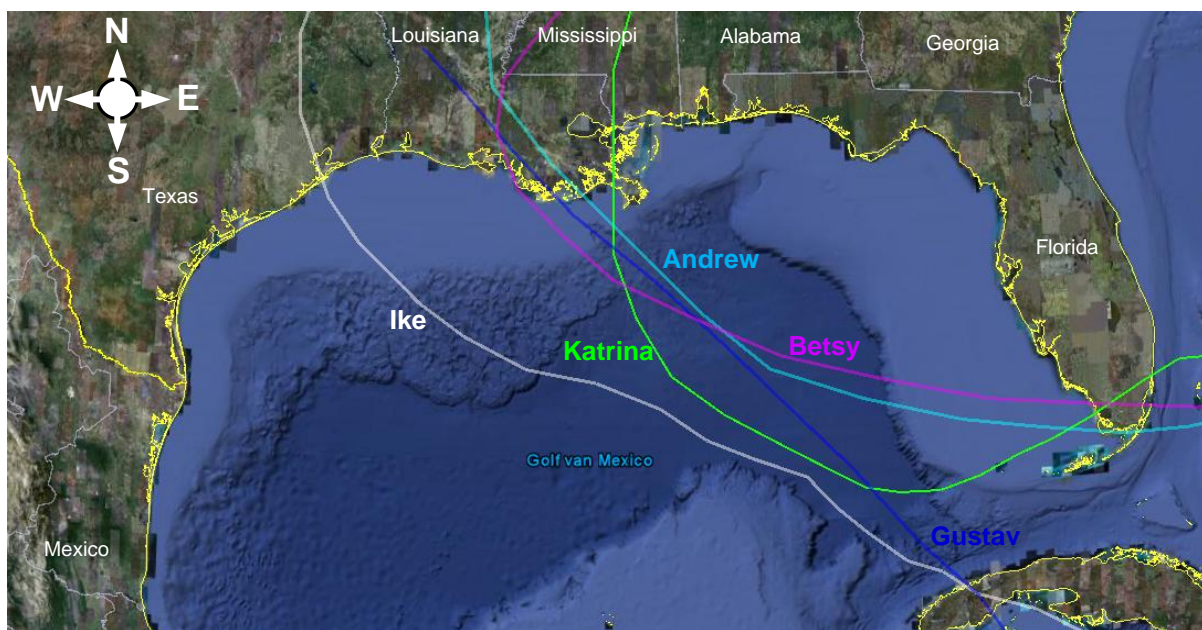 N
W E
S
Louisiana
Mississippi
Alabama
Georgia
Texas
Florida
Andrew
Ike
Katrina
Betsy
Golf van Mexico
Gustav
Mexico